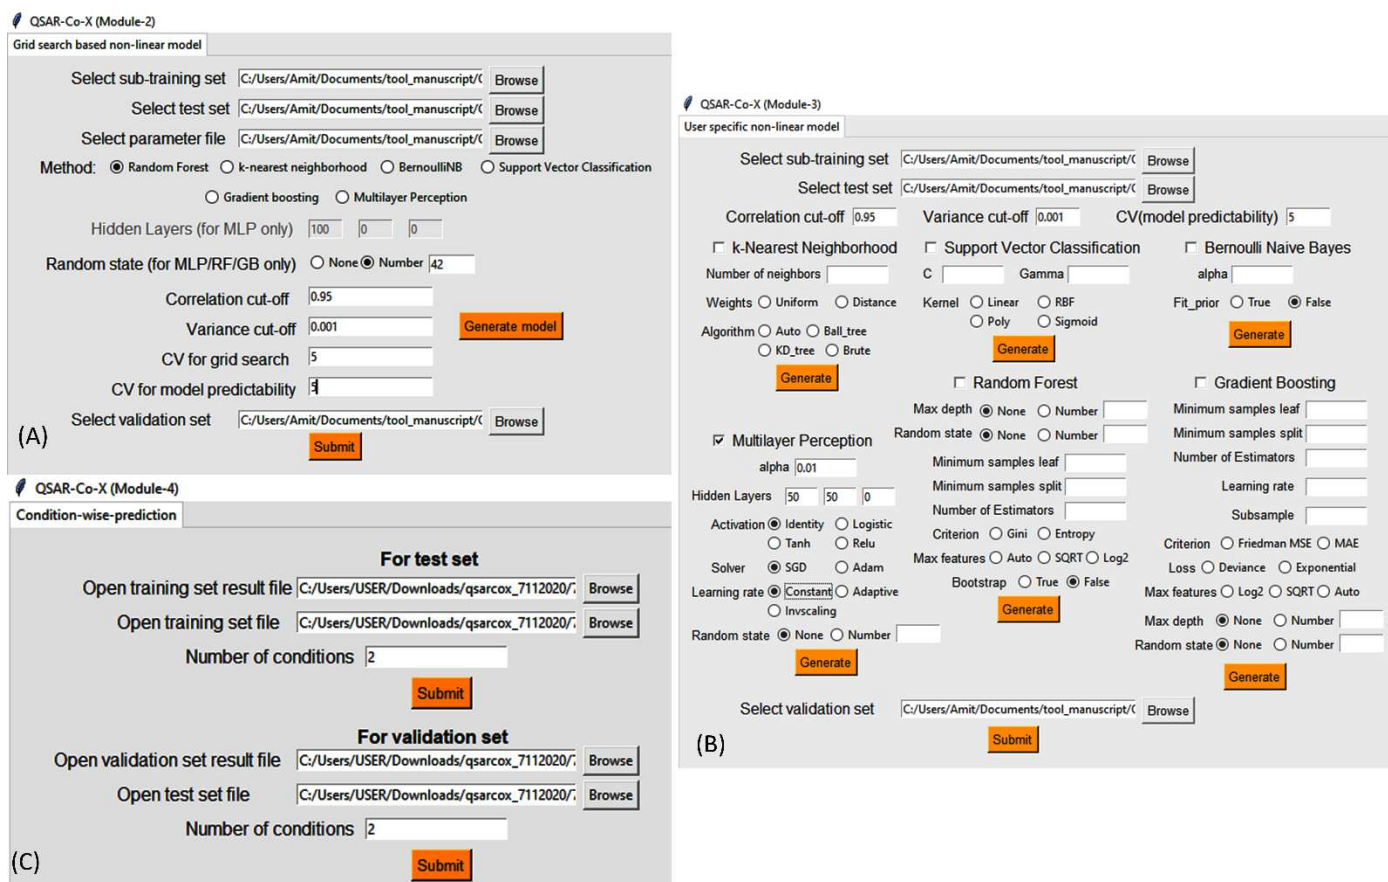 QSAR-Co-X (Module-2)
Grid search based non-linear model
Select sub-training set C:/Users/Amit/Documents/tool_manuscript/( Browse
Select test set C:/Users/Amit/Documents/tool_manuscript/( Browse
Select parameter file C:/Users/Amit/Documents/tool_manuscript/( Browse
Method: Random Forest k-nearest neighborhood BernoulliNB Support Vector Classification
Gradient boosting Multilayer Perception
Hidden Layers (for MLP only) 100 0 0
Random state (for MLP/RF/GB only) None Number 42
Correlation cut-off 0.95
Variance cut-off 0.001 Generate model
CV for grid search 5
CV for model predictability 5
Select validation set C:/Users/Amit/Documents/tool_manuscript/( Browse
(A)
Submit
QSAR-Co-X (Module-4)
Condition-wise-prediction
For test set
Open training set result file C:/Users/USER/Downloads/qsarcox_7112020/7 Browse
Open training set file C:/Users/USER/Downloads/qsarcox_7112020/7 Browse
Number of conditions 2
Submit
For validation set
Open validation set result file C:/Users/USER/Downloads/qsarcox_7112020/7 Browse
Open test set file C:/Users/USER/Downloads/qsarcox_7112020/7 Browse
Number of conditions 2
(C)
Submit
QSAR-Co-X (Module-3)
User specific non-linear model
Select sub-training set C:/Users/Amit/Documents/tool_manuscript/( Browse
Select test set C:/Users/Amit/Documents/tool_manuscript/( Browse
Correlation cut-off 0.95 Variance cut-off 0.001 CV(model predictability) 5
k-Nearest Neighborhood
Number of neighbors
Weights Uniform Distance
Algorithm Auto Ball_tree
KD_tree Brute
Generate
Support Vector Classification
C Gamma
Kernel Linear RBF
Poly Sigmoid
Generate
Bernoulli Naive Bayes
alpha
Fit_prior True False
Generate
Multilayer Perception
alpha 0.01
Hidden Layers 50 50 0
Activation Identity Logistic
Tanh Relu
Solver SGD Adam
Learning rate Constant Adaptive
Invscaling
Random state None Number
Generate
Random Forest
Max depth None Number
Random state None Number
Minimum samples leaf
Minimum samples split
Number of Estimators
Criterion Gini Entropy
Max features Auto SQRT Log2
Bootstrap True False
Generate
Gradient Boosting
Minimum samples leaf
Minimum samples split
Number of Estimators
Learning rate
Subsample
Criterion Friedman MSE MAE
Loss Deviance Exponential
Max features Log2 SQRT Auto
Max depth None Number
Random state None Number
Generate
Select validation set C:/Users/Amit/Documents/tool_manuscript/( Browse
(B)
Submit